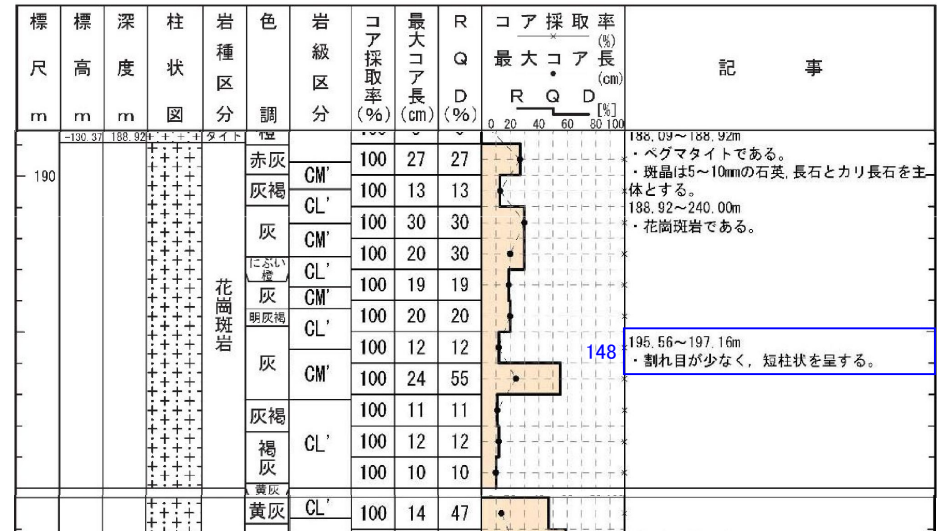 標尺m
標高m
深度m
柱状図
岩種区分
色調
岩級区分
コア採取率(%)
最大コア長(cm)
RQD(%)
コア採取率(%)
最大コア長(cm)
RQD[%]
0 20 40 60 80 100
記事
-130.37 188.92 タイト 橙
188.09～188.92m
・ペグマタイトである。
・斑晶は5～10mmの石英,長石とカリ長石を主
体とする。
188.92～240.00m
・花崗斑岩である。
190
花崗斑岩
赤灰
灰褐
灰
にぶい橙
灰
明灰褐
灰
灰褐
褐灰
黄灰
CM'
CL'
CM'
CL'
CM'
CL'
CM'
CL'
100 27 27
100 13 13
100 30 30
100 20 30
100 19 19
100 20 20
100 12 12
100 24 55
100 11 11
100 12 12
100 10 10
148
195.56～197.16m
・割れ目が少なく，短柱状を呈する。
黄灰 CL' 100 14 47